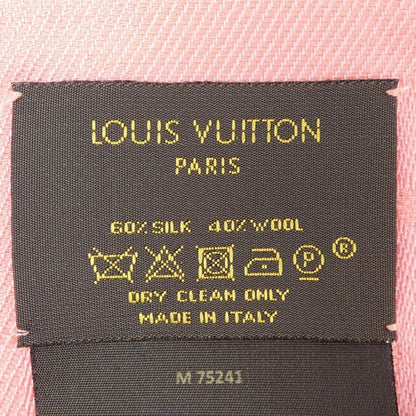 LOUIS VUITTON
PARIS
60% SILK 40% WOOL
P ®
DRY CLEAN ONLY
MADE IN ITALY
M 75241